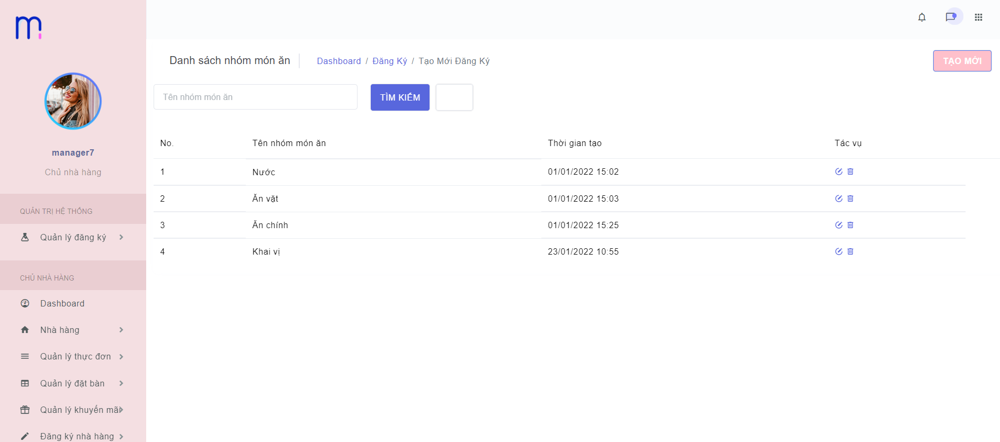 m
manager7
Chủ nhà hàng
QUẢN TRỊ HỆ THỐNG
Quản lý đăng ký
CHỦ NHÀ HÀNG
Dashboard
Nhà hàng
Quản lý thực đơn
Quản lý đặt bàn
Quản lý khuyến mãi
Đăng ký nhà hàng
Danh sách nhóm món ăn
Dashboard / Đăng Ký / Tạo Mới Đăng Ký
TẠO MỚI
Tên nhóm món ăn
TÌM KIẾM
No. Tên nhóm món ăn Thời gian tạo Tác vụ
1 Nước 01/01/2022 15:02
2 Ăn vặt 01/01/2022 15:03
3 Ăn chính 01/01/2022 15:25
4 Khai vị 23/01/2022 10:55